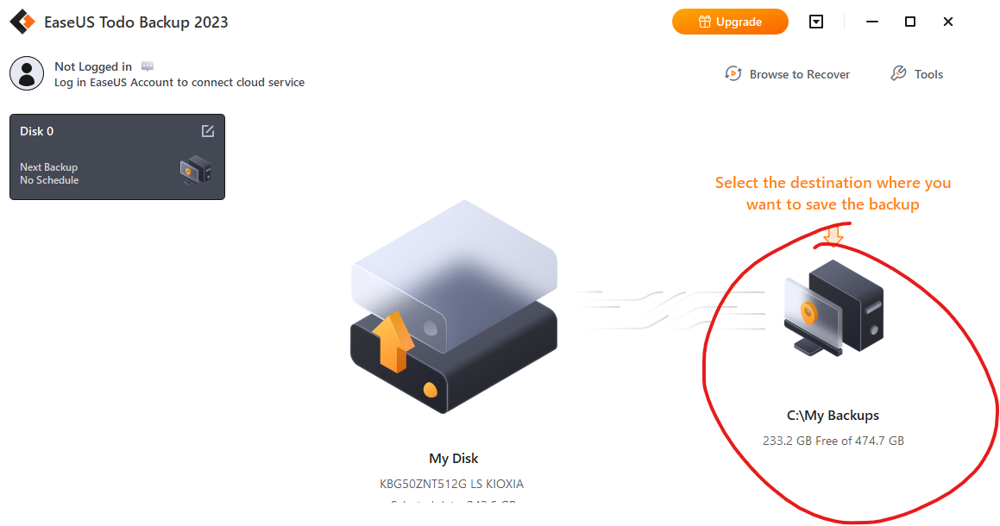 EaseUS Todo Backup 2023
Upgrade
Not Logged in
Log in EaseUS Account to connect cloud service
Browse to Recover
Tools
Disk 0
Next Backup
No Schedule
Select the destination where you
want to save the backup
C:\My Backups
233.2 GB Free of 474.7 GB
My Disk
KBG50ZNT512G LS KIOXIA